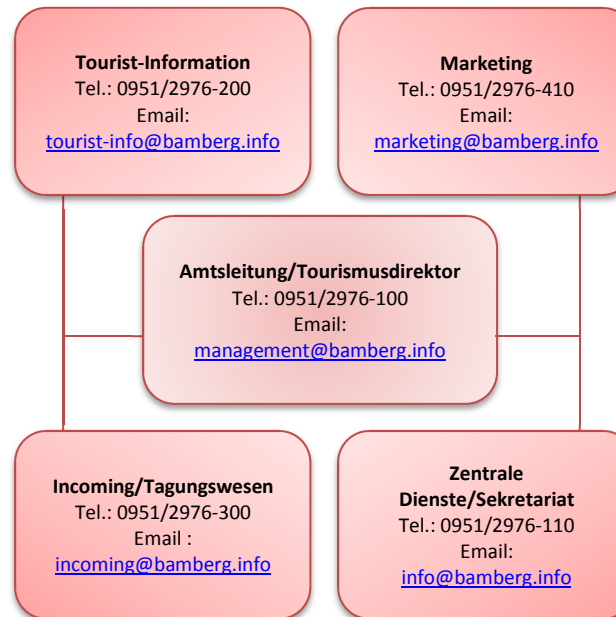 Tourist-Information
Tel.: 0951/2976-200
Email:
tourist-info@bamberg.info
Marketing
Tel.: 0951/2976-410
Email:
marketing@bamberg.info
Amtsleitung/Tourismusdirektor
Tel.: 0951/2976-100
Email:
management@bamberg.info
Incoming/Tagungswesen
Tel.: 0951/2976-300
Email :
incoming@bamberg.info
Zentrale
Dienste/Sekretariat
Tel.: 0951/2976-110
Email:
info@bamberg.info